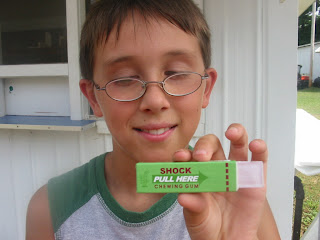 SHOCK
PULL HERE
CHEWING GUM